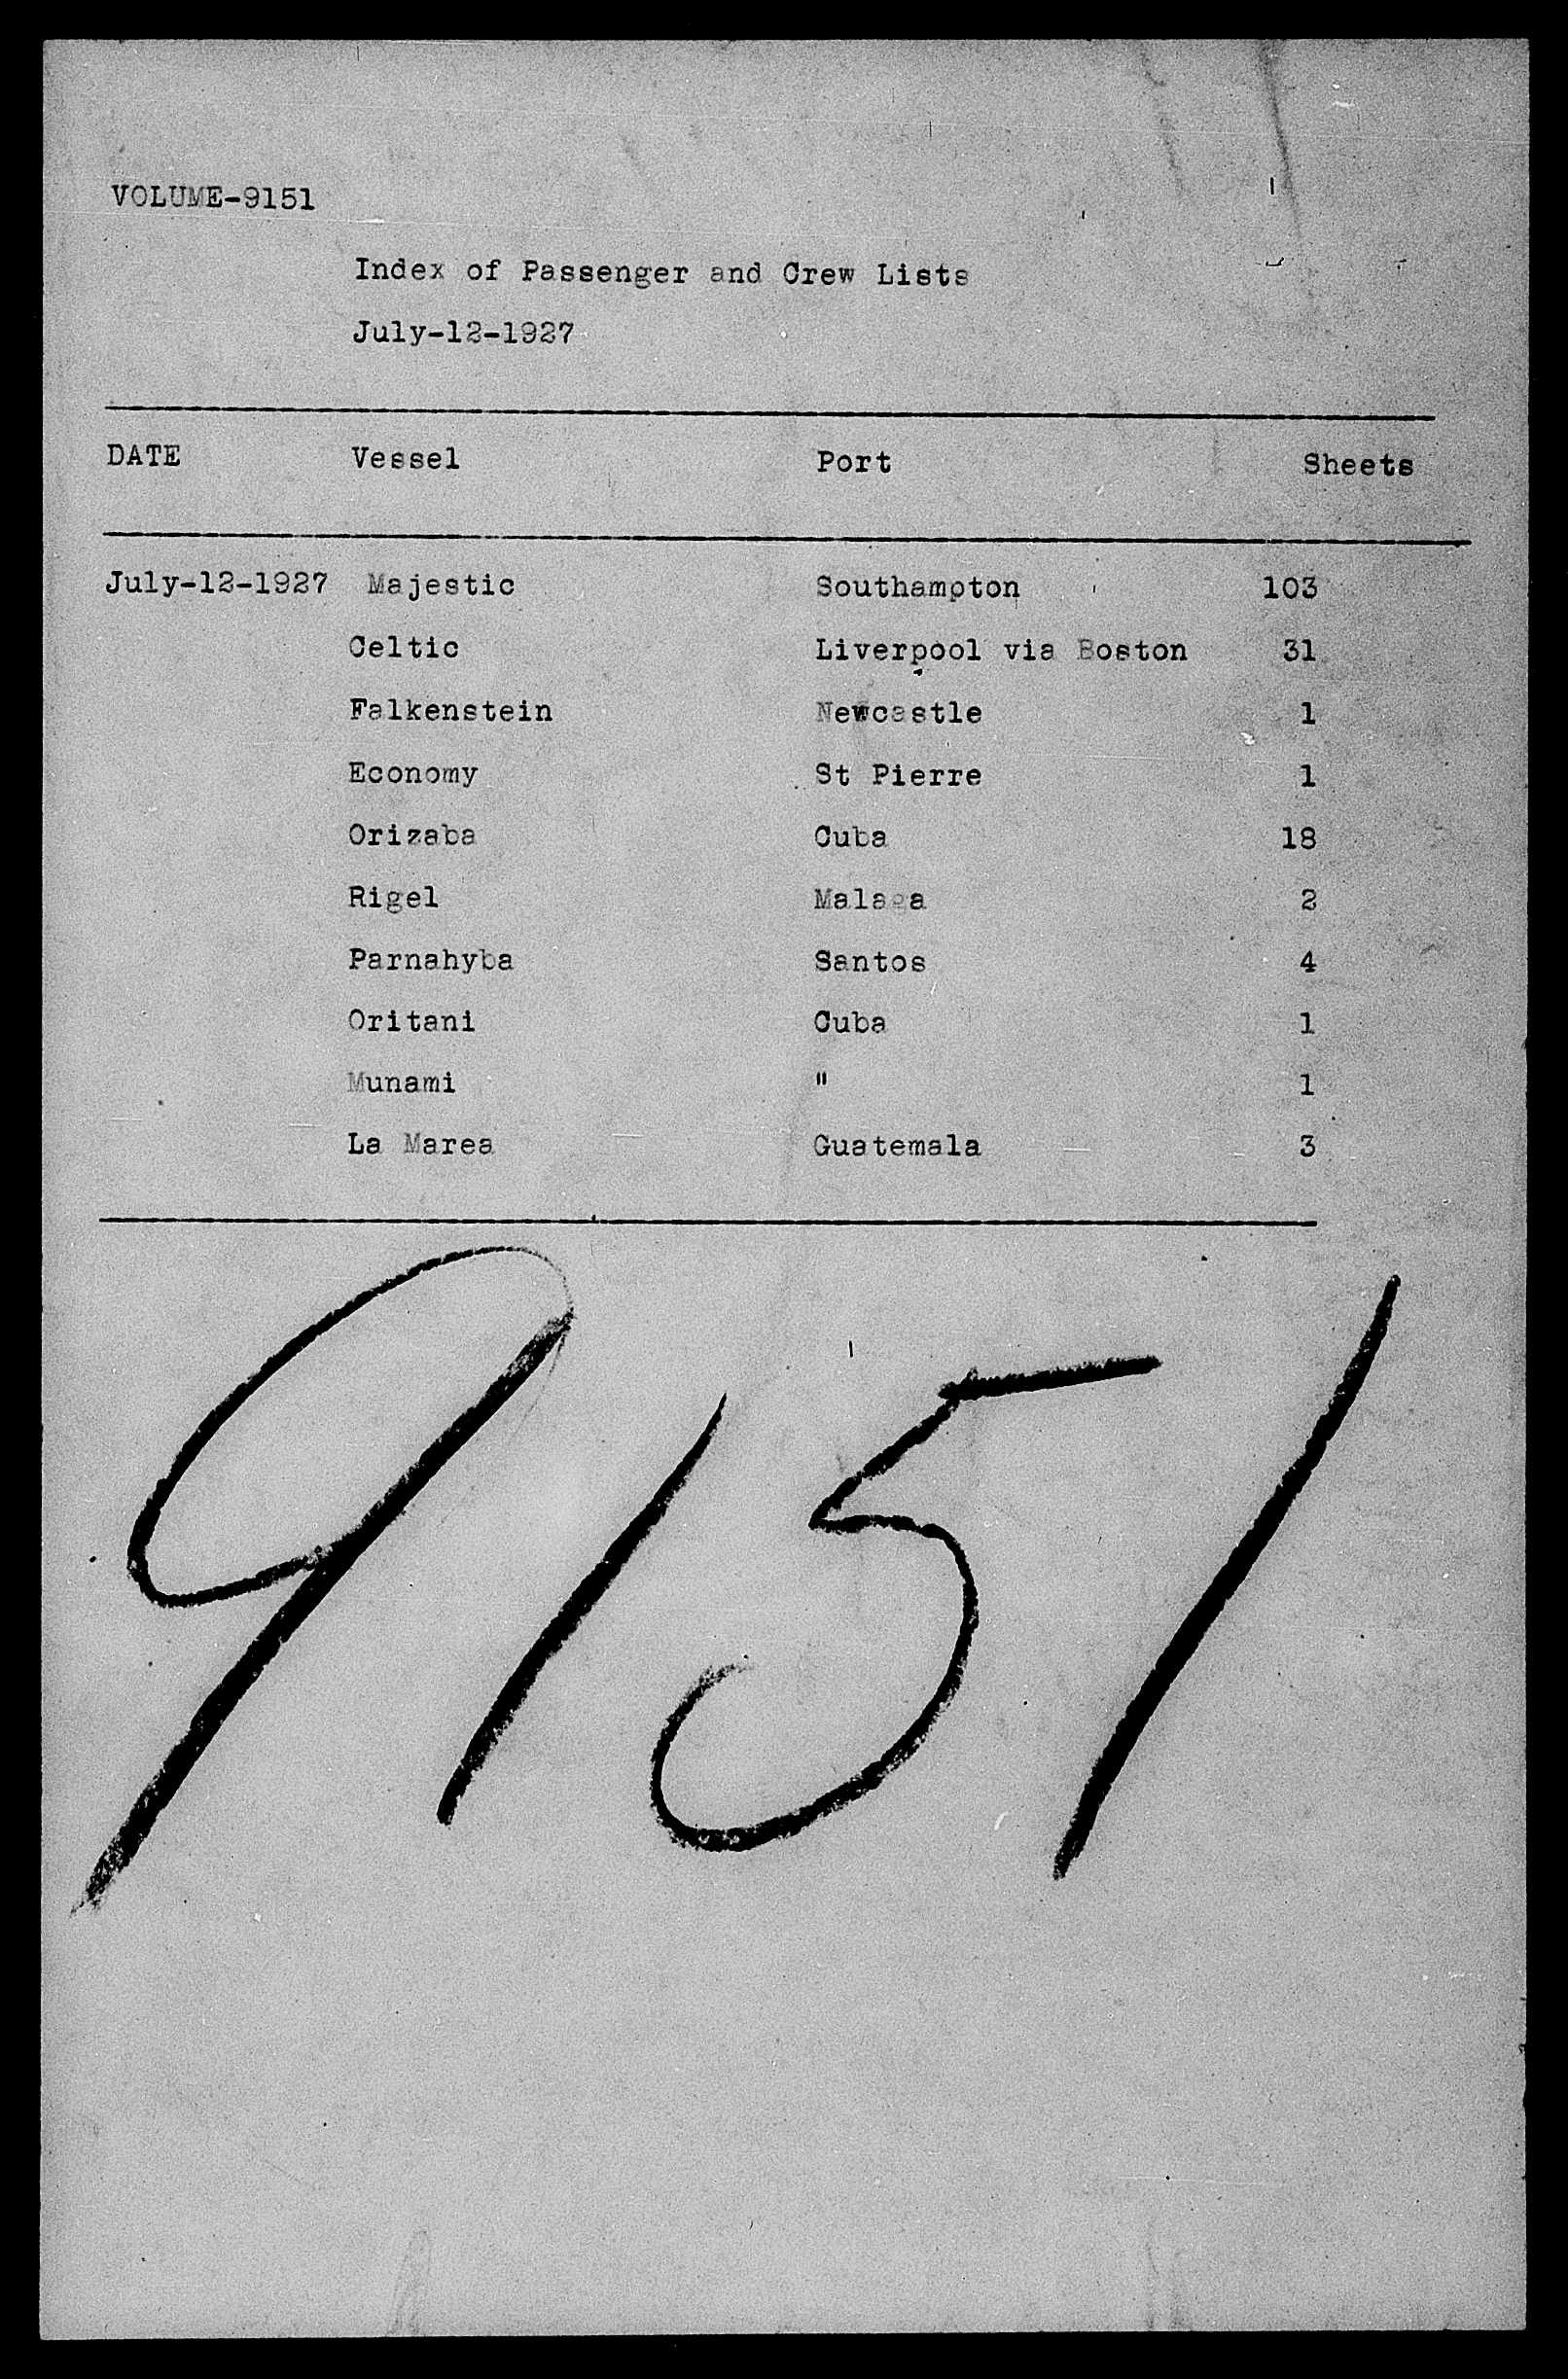 VOLUME-9151
Index of Passenger and Crew Lists
July-12-1927
DATE Vessel Port Sheets
July-12-1927 Majestic Southampton 103
Celtic Liverpool via Boston 31
Falkenstein Newcastle 1
Economy St Pierre 1
Orizaba Cuba 18
Rigel Malaga 2
Parnahyba Santos 4
Oritani Cuba 1
Munami " 1
La Marea Guatemala 3
9151